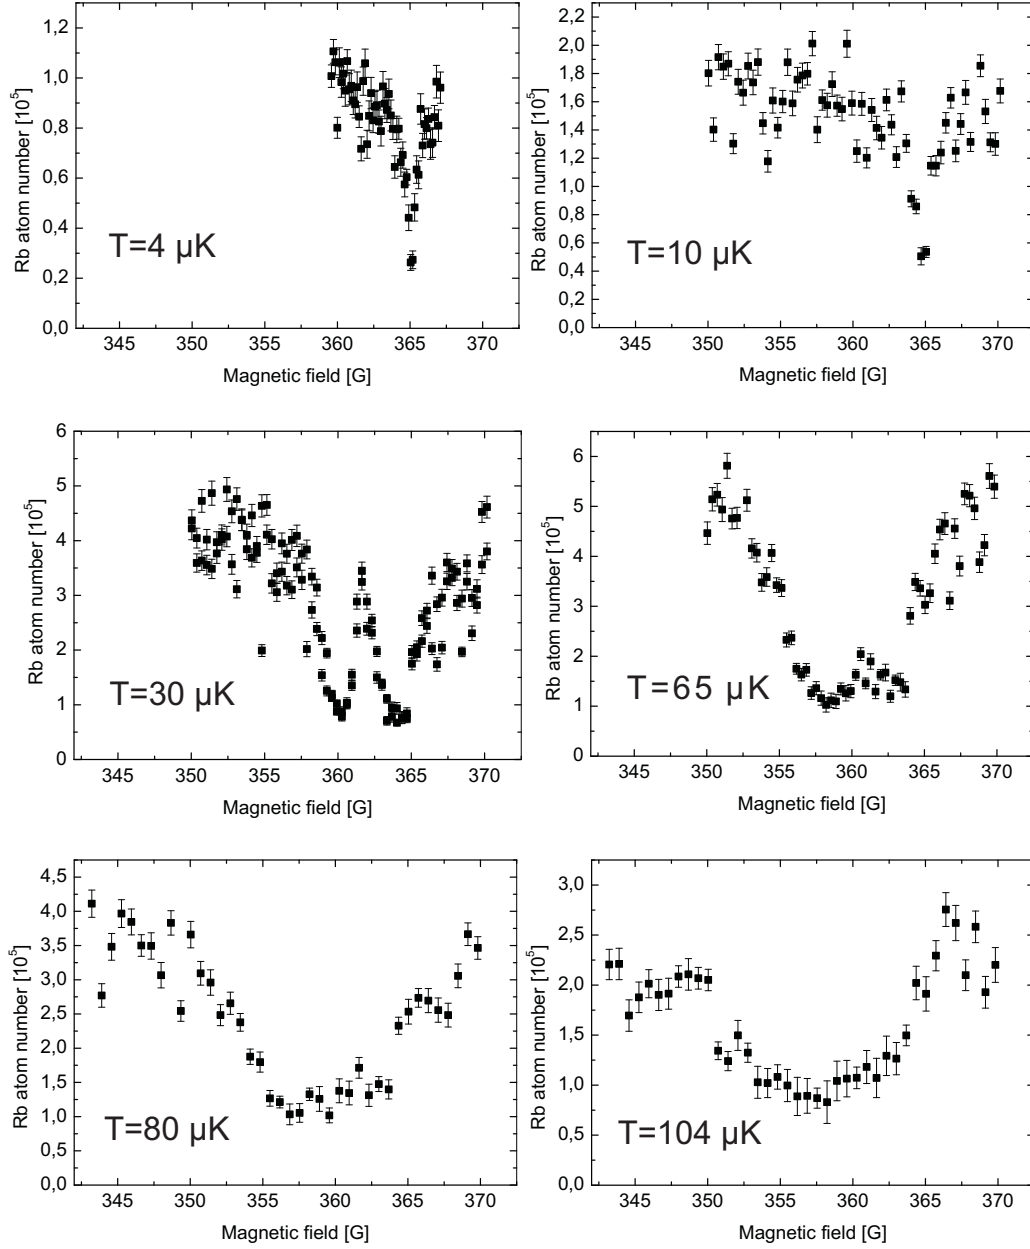 1,2
1,0
0,8
0,6
0,4
0,2
0,0
Rb atom number [10⁵]
T=4 µK
345 350 355 360 365 370
Magnetic field [G]
2,2
2,0
1,8
1,6
1,4
1,2
1,0
0,8
0,6
0,4
0,2
0,0
Rb atom number [10⁵]
T=10 µK
345 350 355 360 365 370
Magnetic field [G]
6
5
4
3
2
1
0
Rb atom number [10⁵]
T=30 µK
345 350 355 360 365 370
Magnetic field [G]
6
5
4
3
2
1
0
Rb atom number [10⁵]
T=65 µK
345 350 355 360 365 370
Magnetic field [G]
4,5
4,0
3,5
3,0
2,5
2,0
1,5
1,0
0,5
0,0
Rb atom number [10⁵]
T=80 µK
345 350 355 360 365 370
Magnetic field [G]
3,0
2,5
2,0
1,5
1,0
0,5
0,0
Rb atom number [10⁵]
T=104 µK
345 350 355 360 365 370
Magnetic field [G]